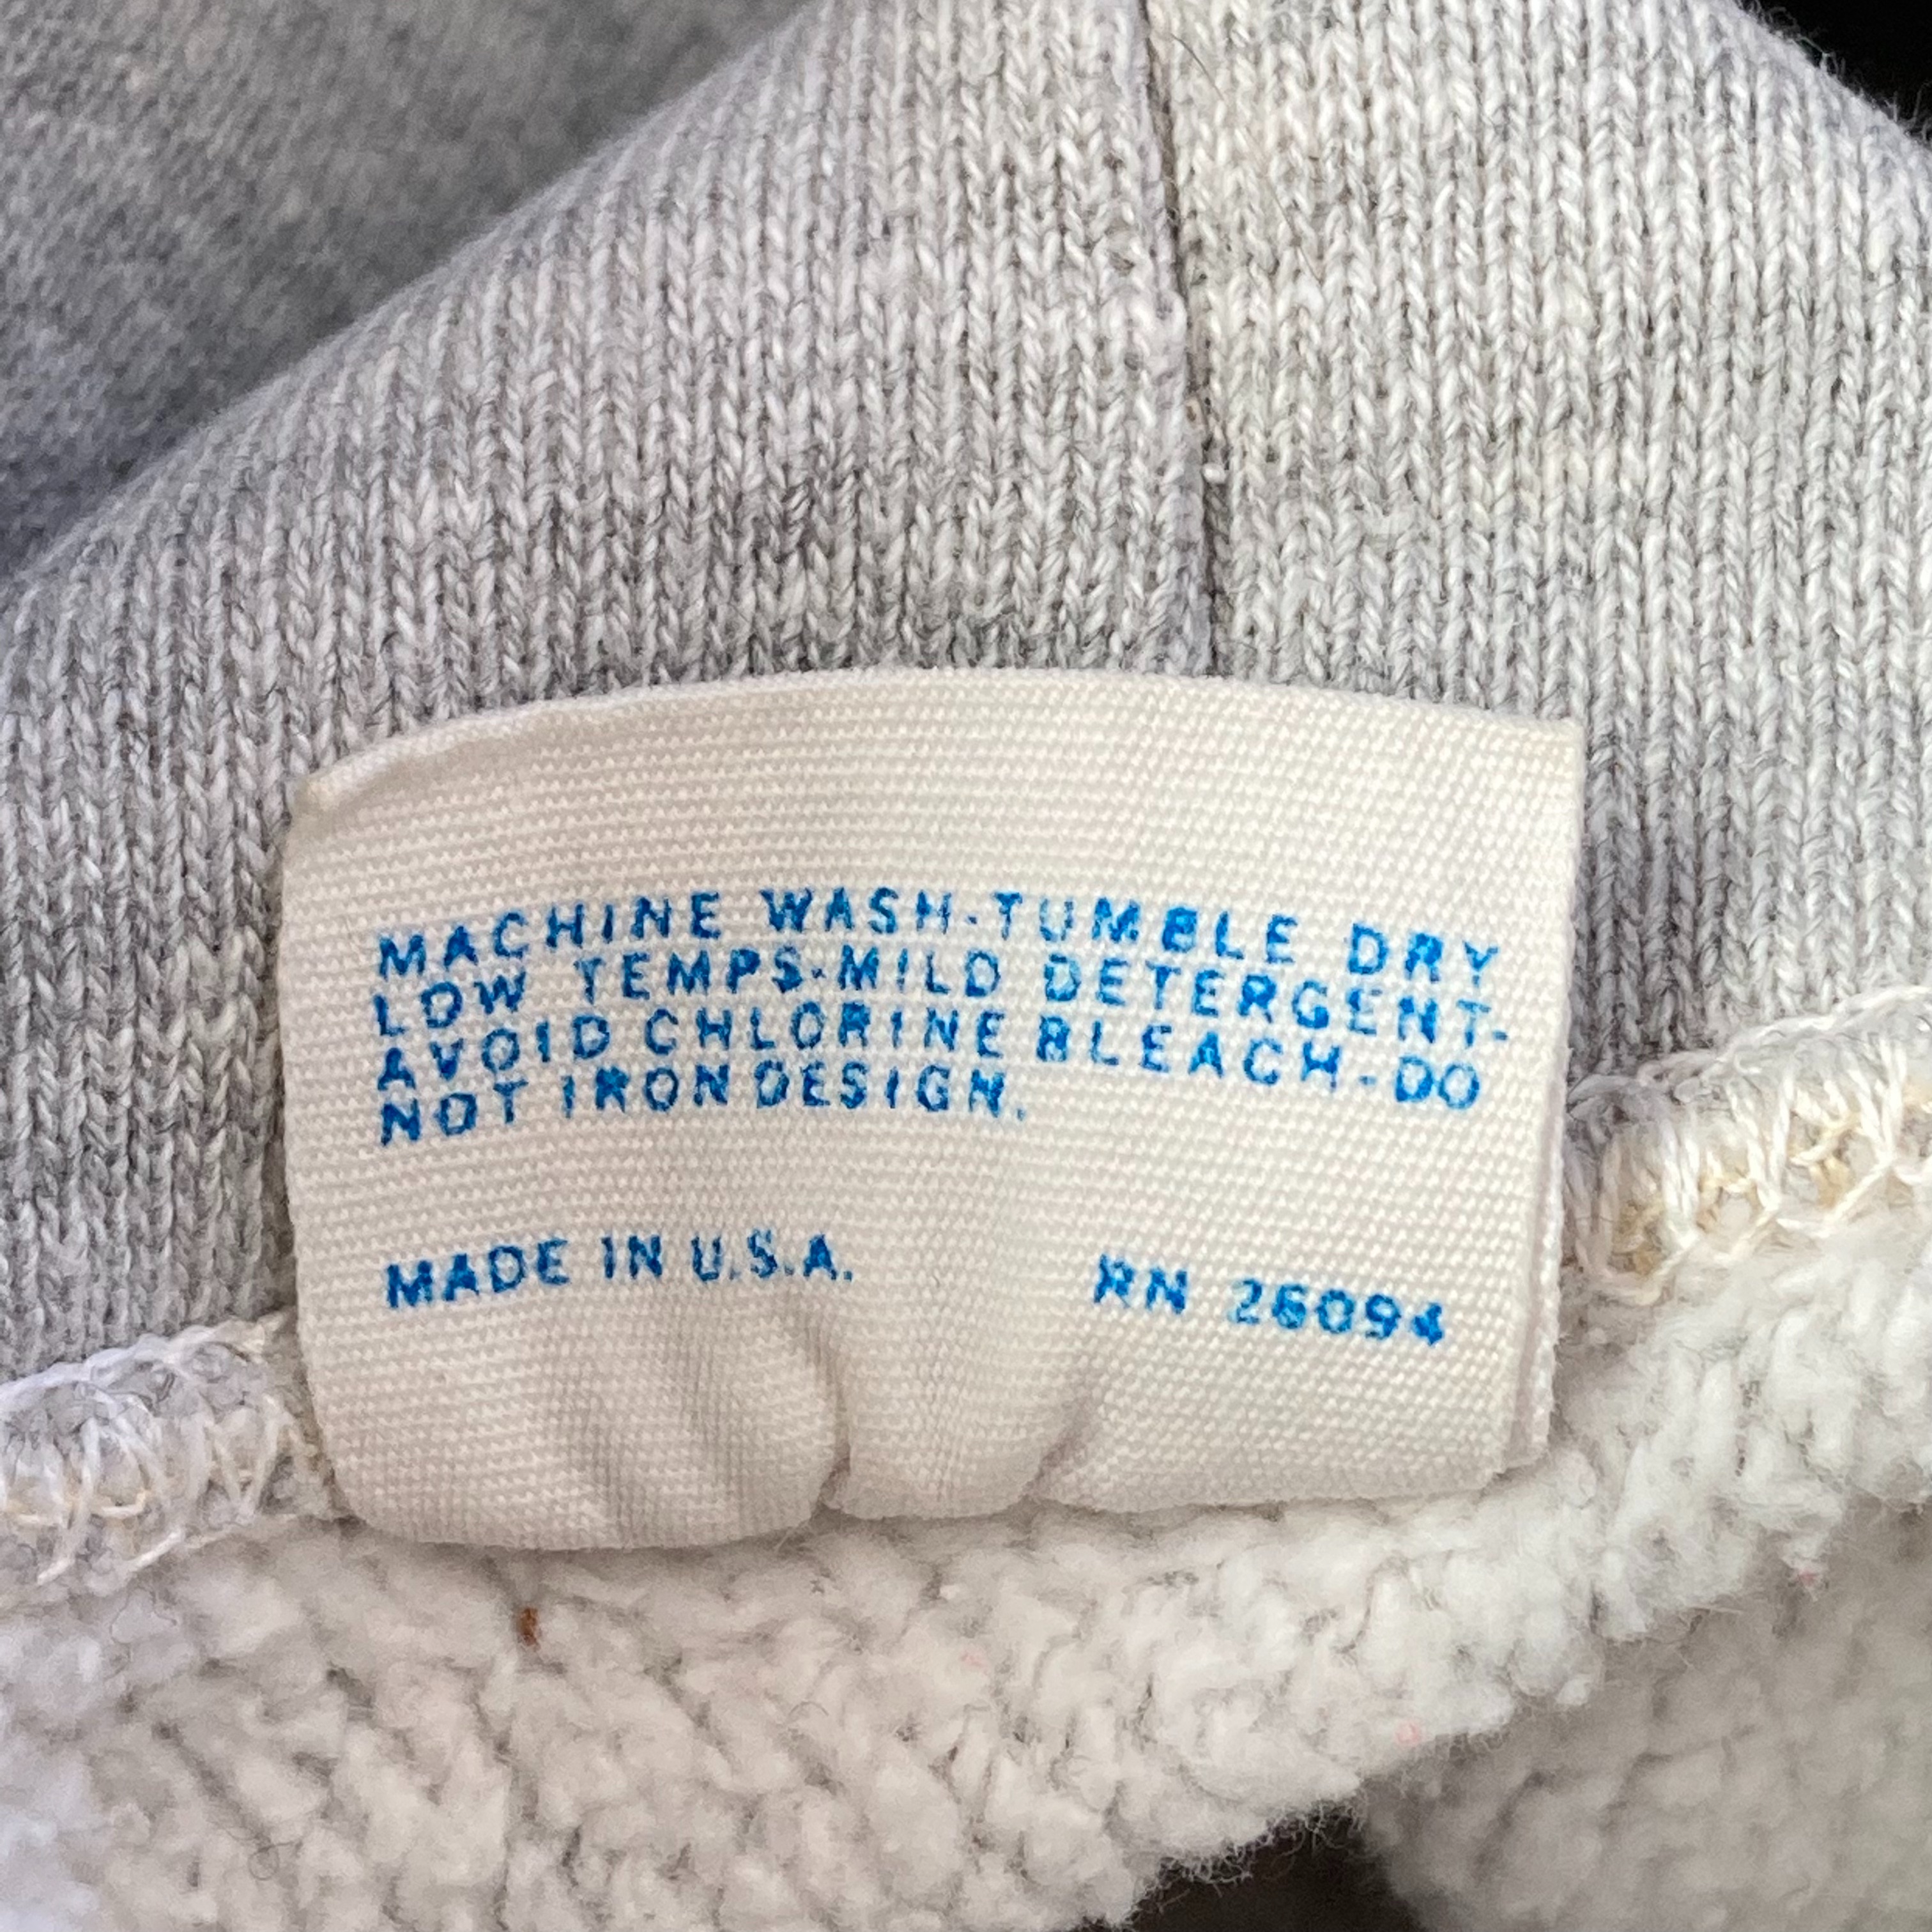 MACHINE WASH-TUMBLE DRY
LOW TEMPS-MILD DETERGENT-
AVOID CHLORINE BLEACH-DO
NOT IRON DESIGN.
MADE IN U.S.A. RN 26094